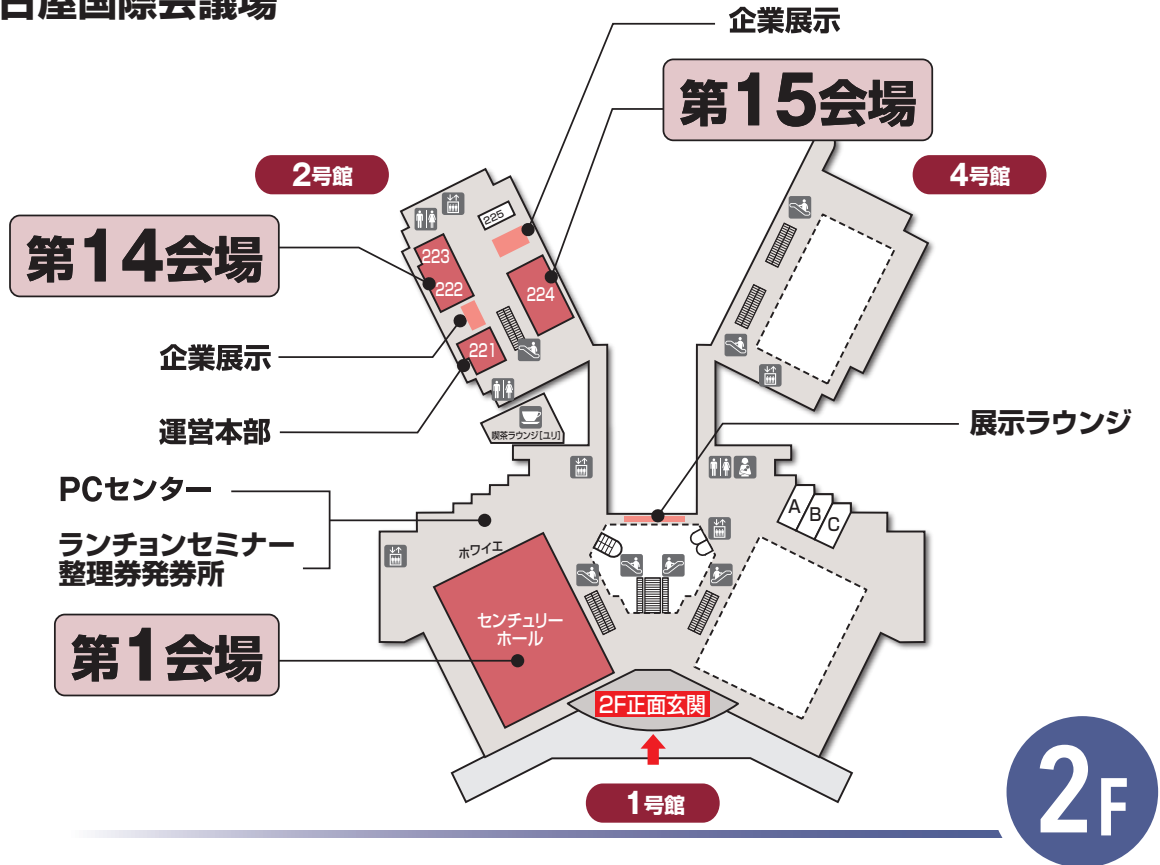 古屋国際会議場
企業展示
第15会場
2号館
4号館
第14会場
225
223
222
224
221
企業展示
運営本部
喫茶ラウンジ[ユリ]
展示ラウンジ
PCセンター
ランチョンセミナー
整理券発券所
A
B
C
ホワイエ
センチュリー
ホール
第1会場
2F正面玄関
1号館
2F